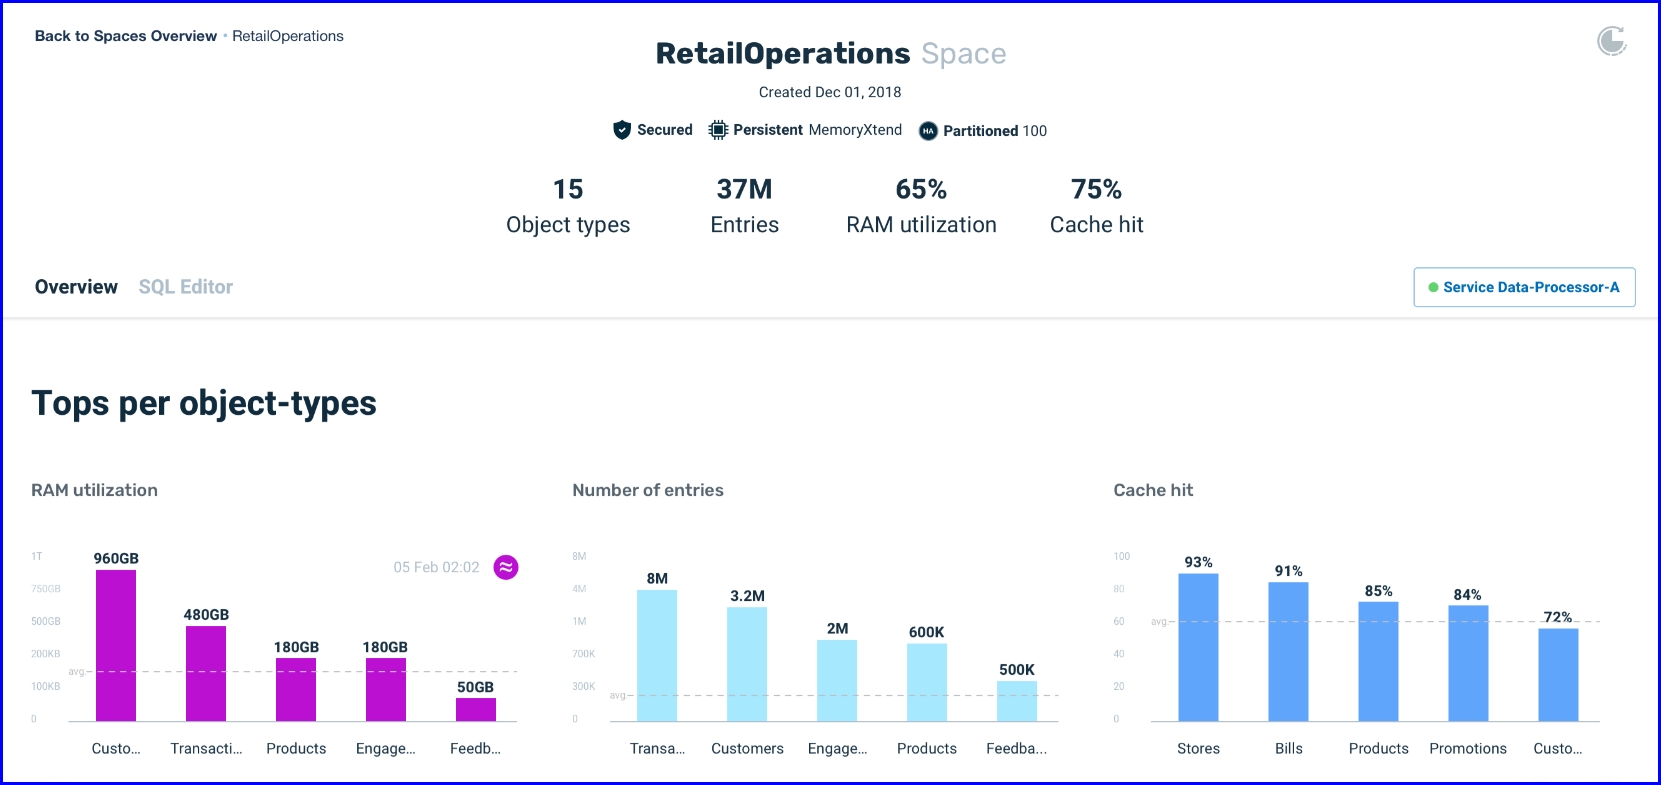 Back to Spaces Overview • RetailOperations
RetailOperations Space
Created Dec 01, 2018
Secured Persistent MemoryXtend HA Partitioned 100
15 37M 65% 75%
Object types Entries RAM utilization Cache hit
Overview SQL Editor Service Data-Processor-A
Tops per object-types
RAM utilization
05 Feb 02:02
1T
750GB
500GB
200KB
100KB
0
avg.
960GB
480GB
180GB
180GB
50GB
Custo... Transacti... Products Engage... Feedb...
Number of entries
8M
4M
1M
700K
300K
0
avg.
8M
3.2M
2M
600K
500K
Transa... Customers Engage... Products Feedba...
Cache hit
100
80
60
40
20
0
avg.
93%
91%
85%
84%
72%
Stores Bills Products Promotions Custo...